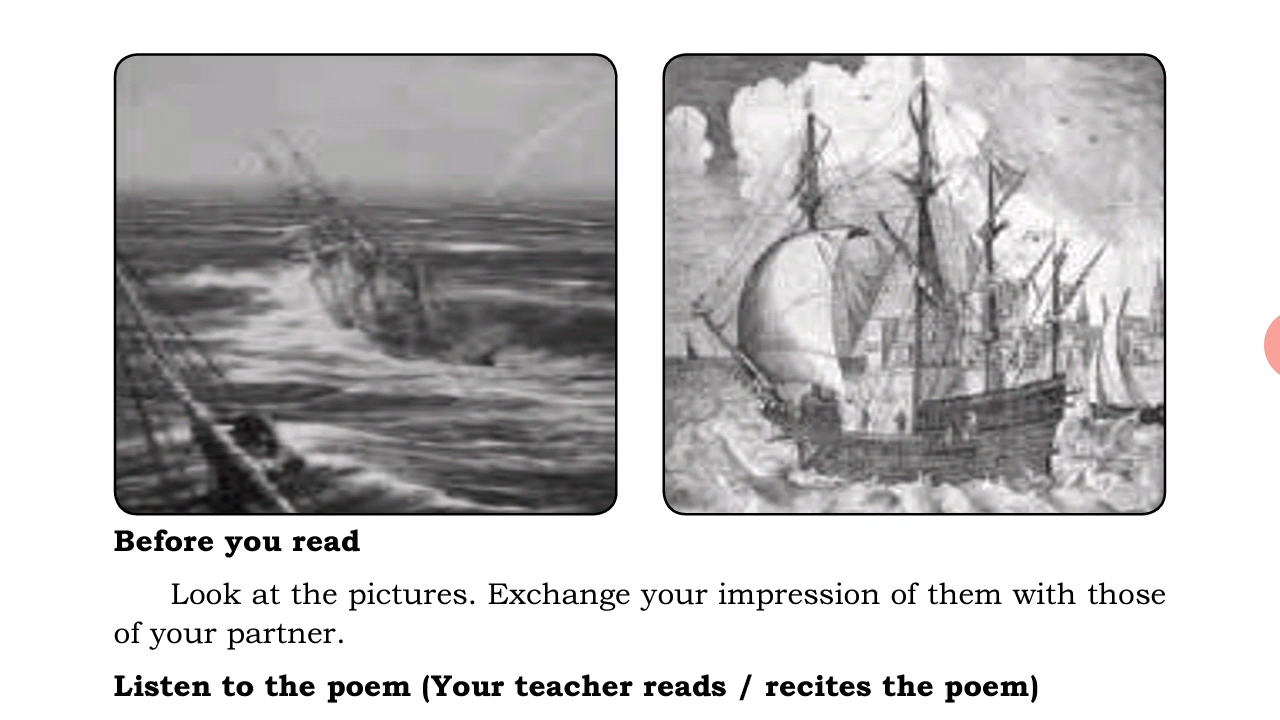 Before you read
Look at the pictures. Exchange your impression of them with those
of your partner.
Listen to the poem (Your teacher reads / recites the poem)